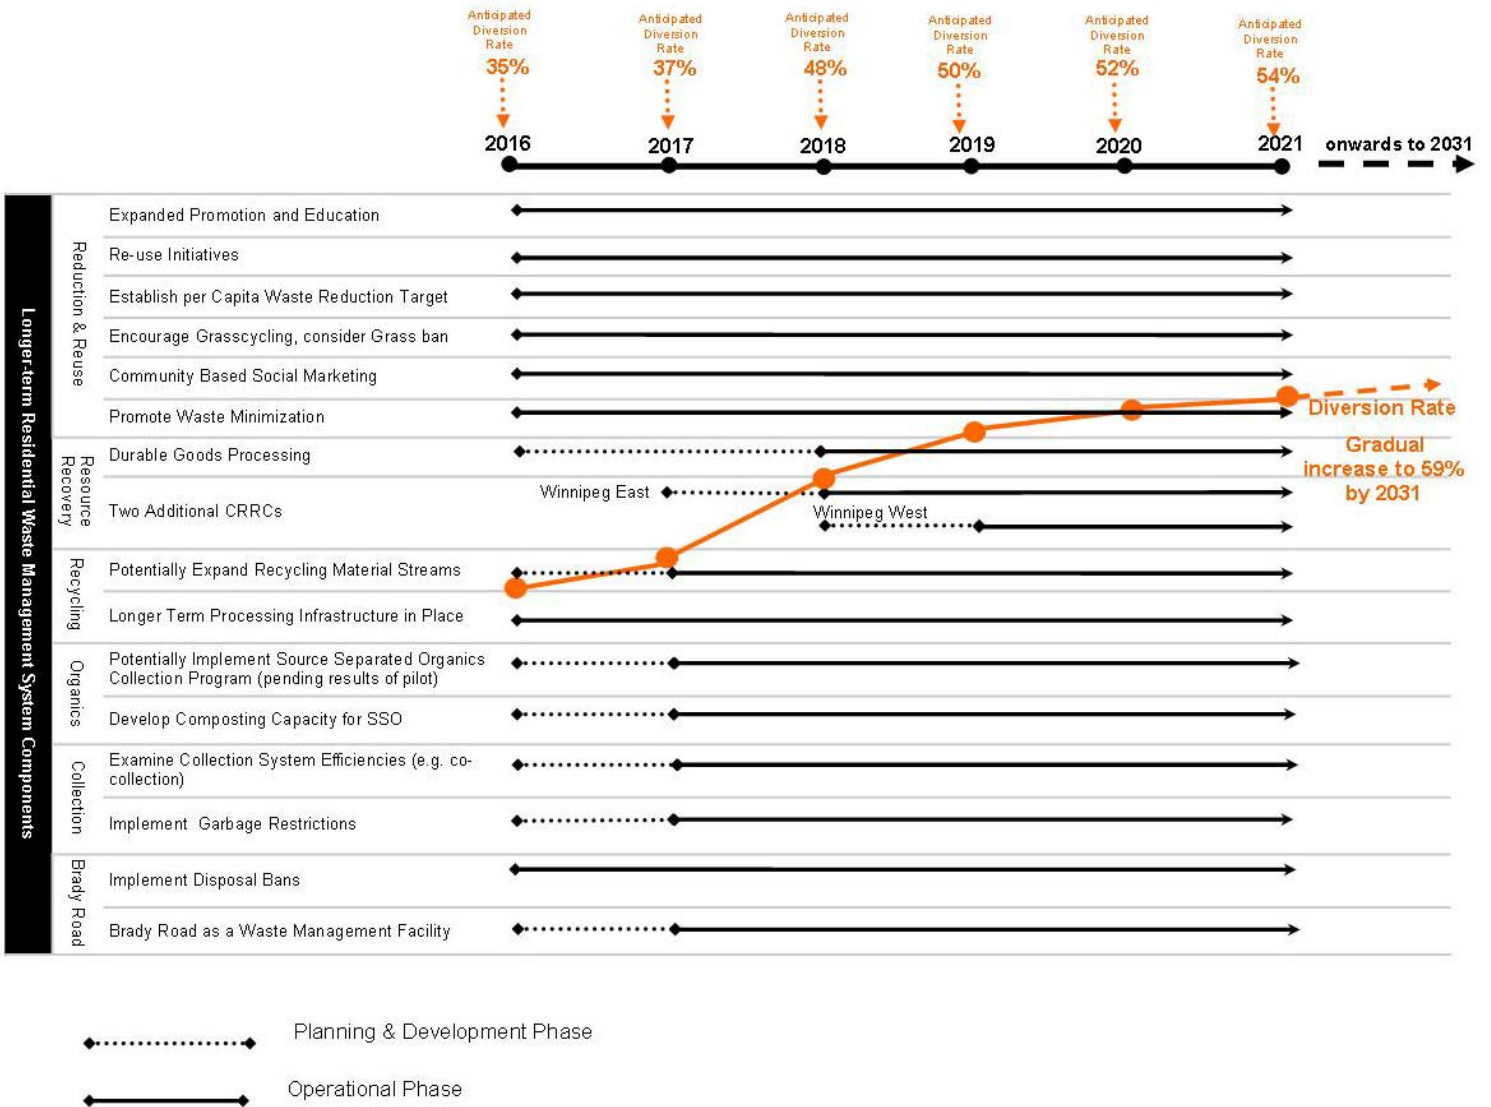 Anticipated
Diversion
Rate
35%
Anticipated
Diversion
Rate
37%
Anticipated
Diversion
Rate
48%
Anticipated
Diversion
Rate
50%
Anticipated
Diversion
Rate
52%
Anticipated
Diversion
Rate
54%
2016
2017
2018
2019
2020
2021
onwards to 2031
Longer-term Residential Waste Management System Components
Reduction & Reuse
Expanded Promotion and Education
Re-use Initiatives
Establish per Capita Waste Reduction Target
Encourage Grasscycling, consider Grass ban
Community Based Social Marketing
Promote Waste Minimization
Diversion Rate
Gradual
increase to 59%
by 2031
Resource
Recovery
Durable Goods Processing
Two Additional CRRCs
Winnipeg East
Winnipeg West
Recycling
Potentially Expand Recycling Material Streams
Longer Term Processing Infrastructure in Place
Organics
Potentially Implement Source Separated Organics
Collection Program (pending results of pilot)
Develop Composting Capacity for SSO
Collection
Examine Collection System Efficiencies (e.g. co-
collection)
Implement Garbage Restrictions
Brady Road
Implement Disposal Bans
Brady Road as a Waste Management Facility
Planning & Development Phase
Operational Phase